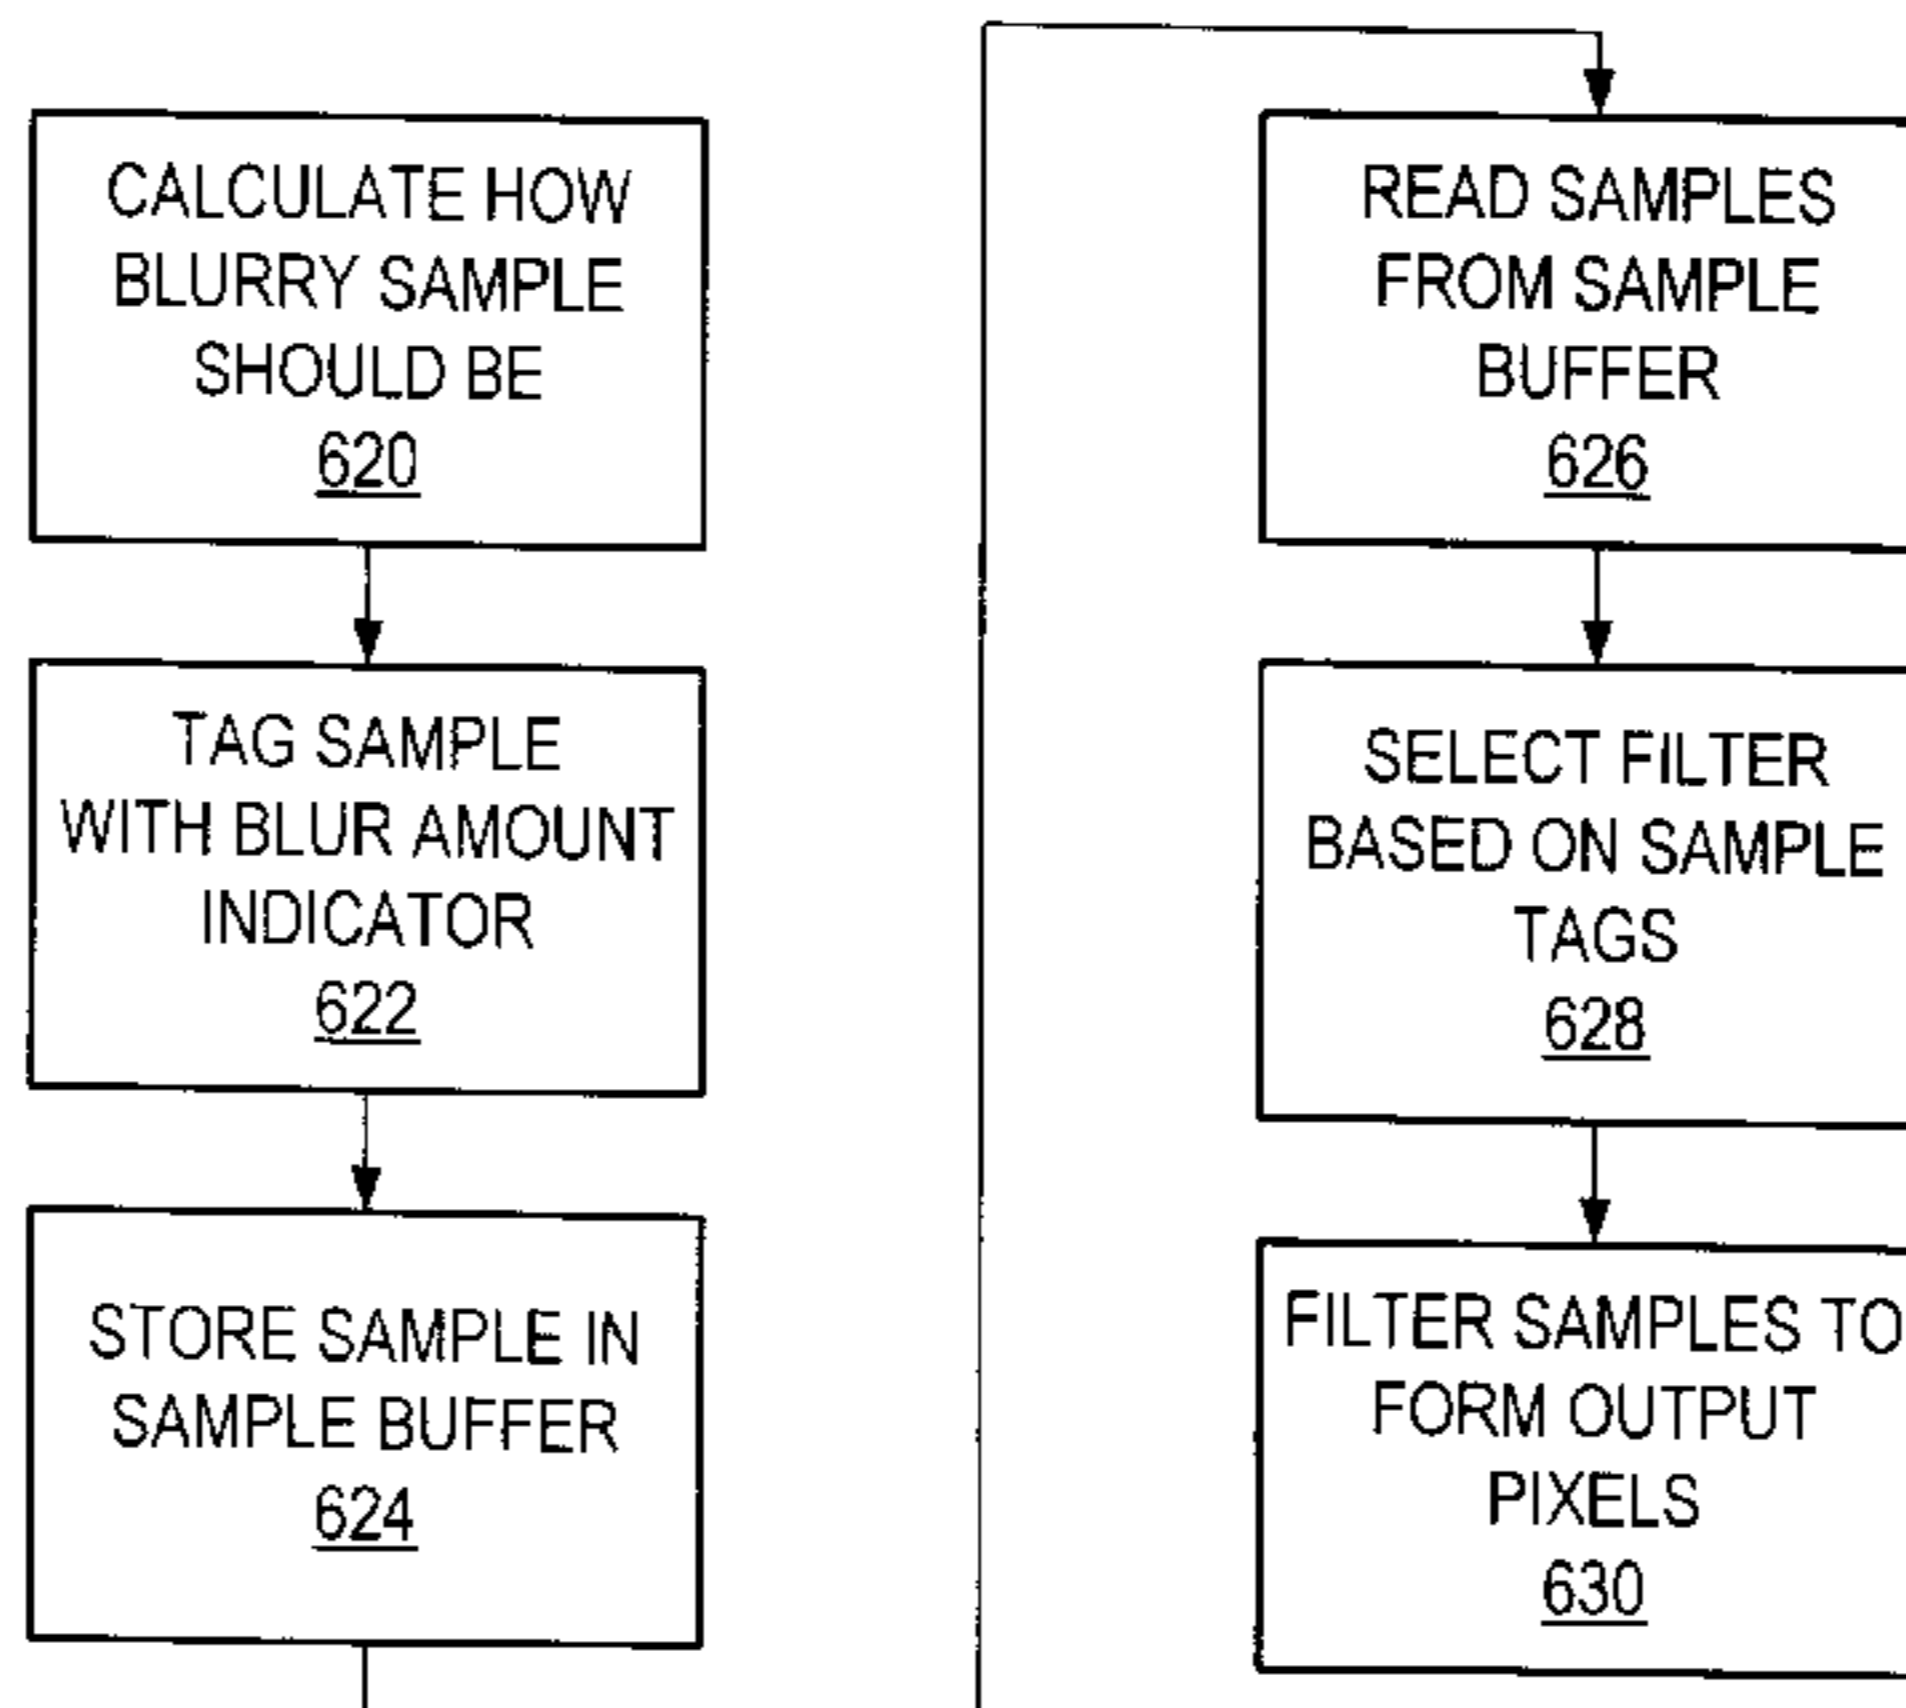 CALCULATE HOW
BLURRY SAMPLE
SHOULD BE
620
TAG SAMPLE
WITH BLUR AMOUNT
INDICATOR
622
STORE SAMPLE IN
SAMPLE BUFFER
624
READ SAMPLES
FROM SAMPLE
BUFFER
626
SELECT FILTER
BASED ON SAMPLE
TAGS
628
FILTER SAMPLES TO
FORM OUTPUT
PIXELS
630